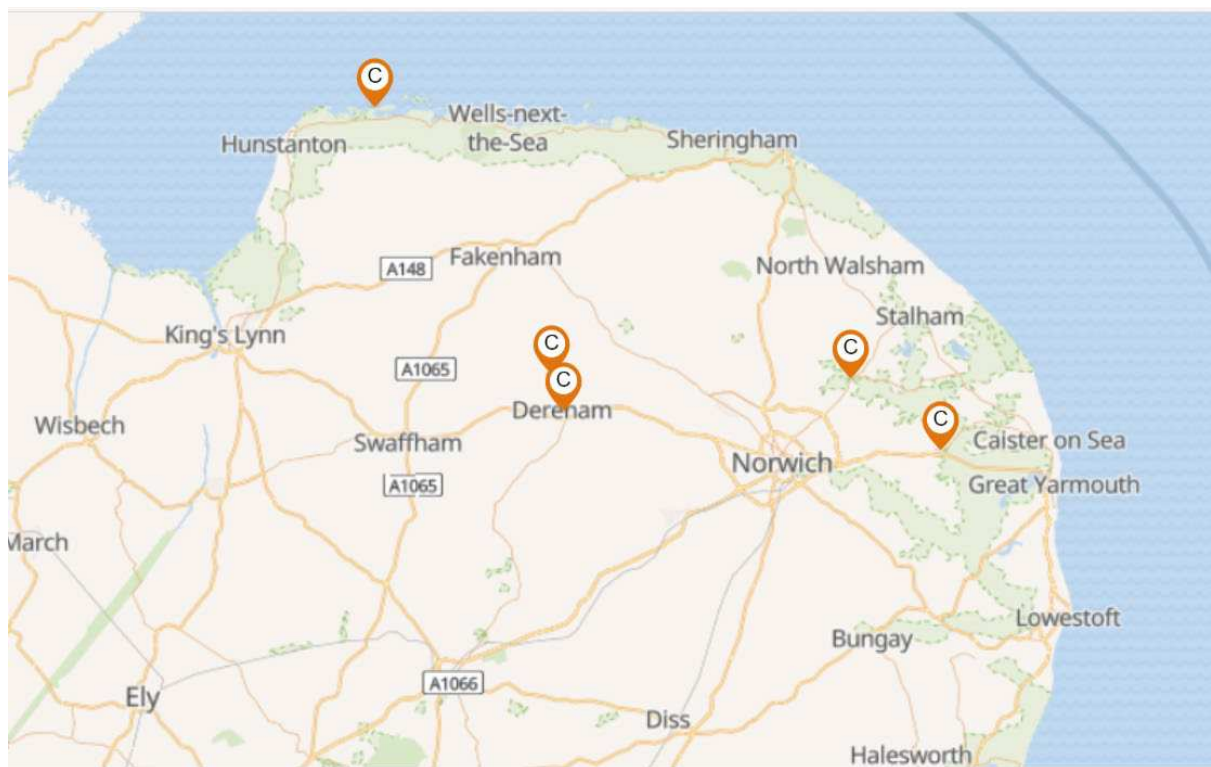 C
Wells-next-
the-Sea
Hunstanton
Sheringham
Fakenham
A148
North Walsham
King's Lynn
Stalham
C
C
A1065
C
Dereham
Wisbech
Swaffham
C
Caister on Sea
Norwich
A1065
Great Yarmouth
March
Lowestoft
Bungay
A1066
Ely
Diss
Halesworth